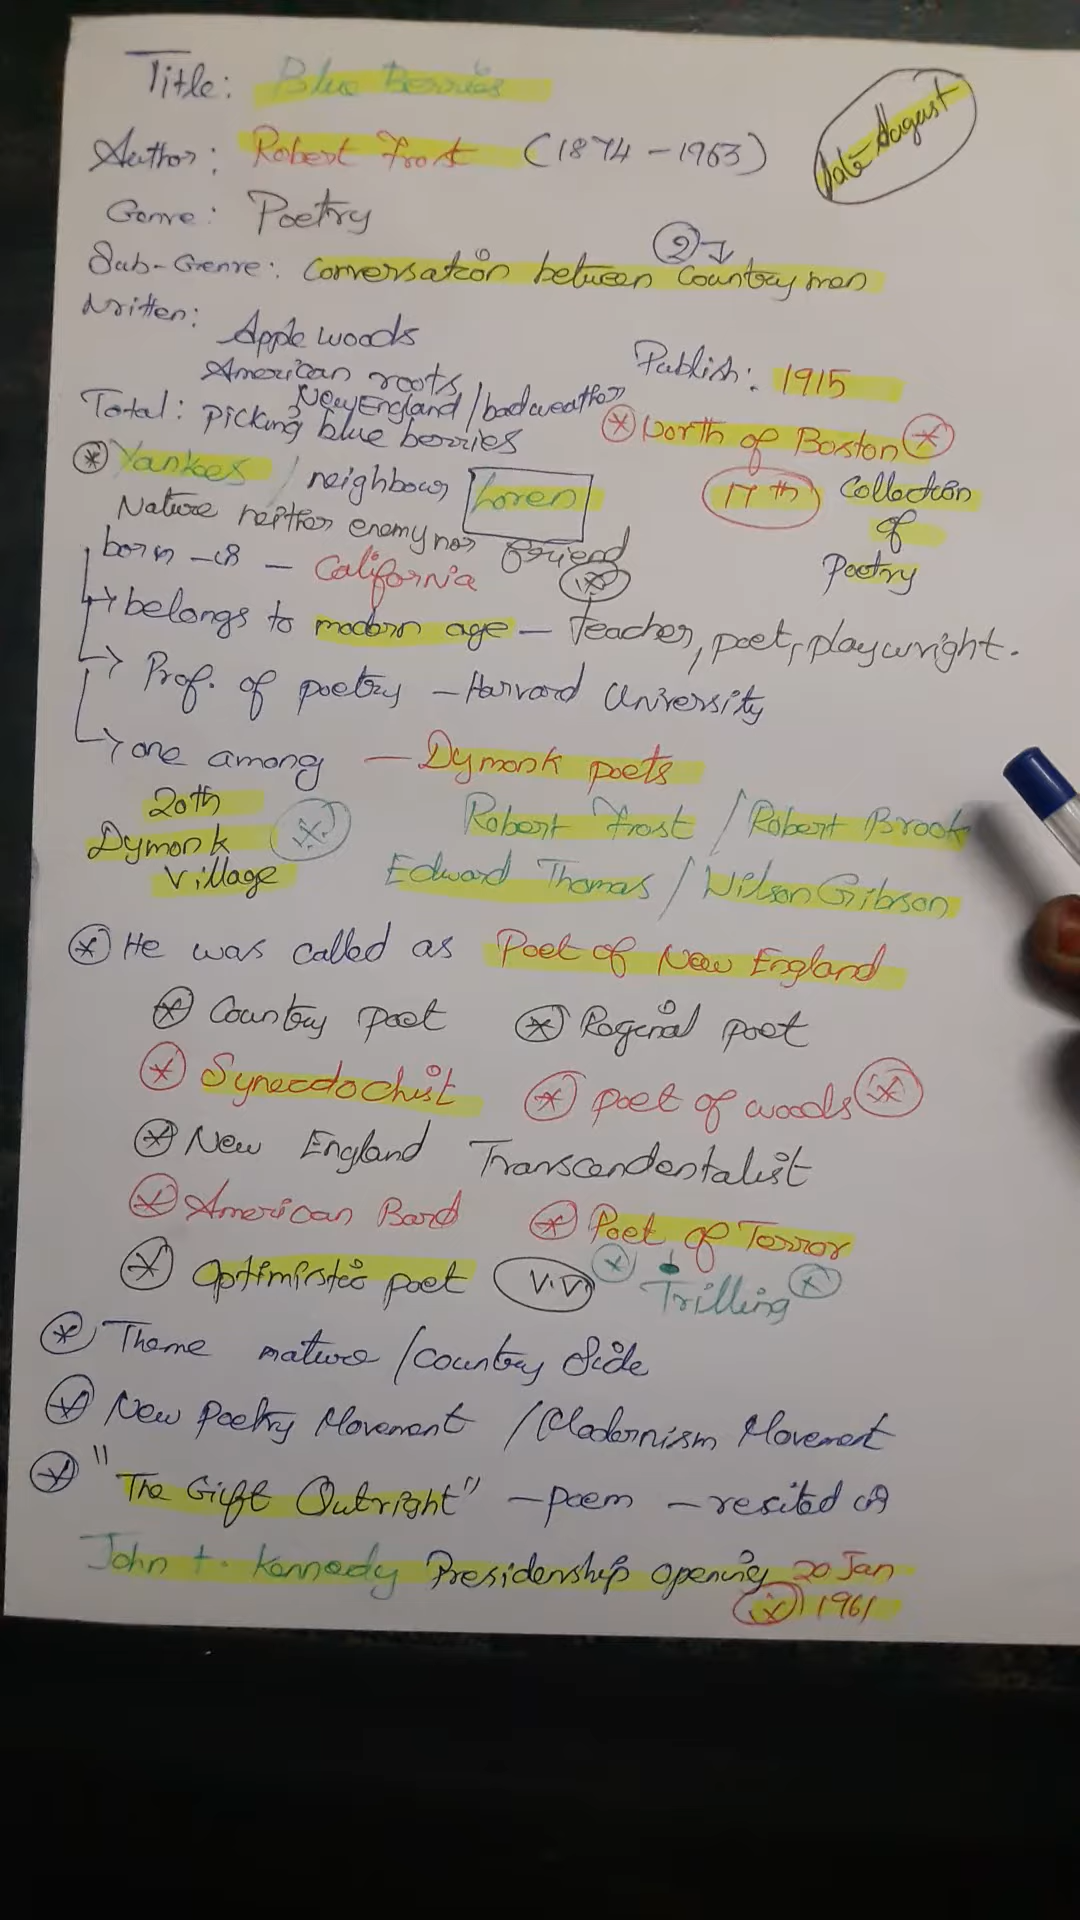 Title: Blue Berries
Late August
Author: Robert Frost (1874-1963)
Genre: Poetry
Sub-Genre: Conversation between 2 Country men
Written: Apple woods
American roots
New England/bad weather
Publish: 1915
Total: picking blue berries
North of Boston
Yankees / neighbour Loren
17th Collection
of
Poetry
Nature neither enemy nor friend
born in - California
belongs to modern age - teacher, poet, playwright.
Prof. of poetry - Harvard University
one among - Dymonk poets
20th
Dymonk
Village
Robert Frost / Robert Brook
Edward Thomas / Wilson Gibson
He was called as Poet of New England
Country poet Reginal poet
Synecdochist poet of woods
New England Transcendentalist
American Bard Poet of Terror
Optimistic poet V.V Trilling
Theme nature/country side
New Poetry Movement / Modernism Movement
"The Gift Outright" - poem - resited in
John t. Kennedy Presidenship opening 20 Jan
1961